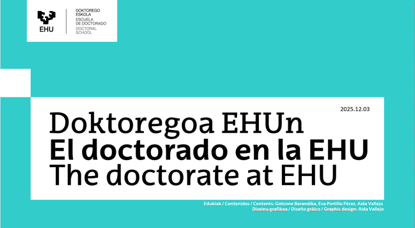 DOKTOREGO
ESKOLA
ESCUELA
DE DOCTORADO
DOCTORAL
SCHOOL
EHU
2025.12.03
Doktoregoa EHUn
El doctorado en la EHU
The doctorate at EHU
Edukiak / Contenidos / Contents: Gotzone Barandika, Eva Portillo Pérez, Aida Vallejo
Diseinu grafikoa / Diseño gráfico / Graphic design: Aida Vallejo